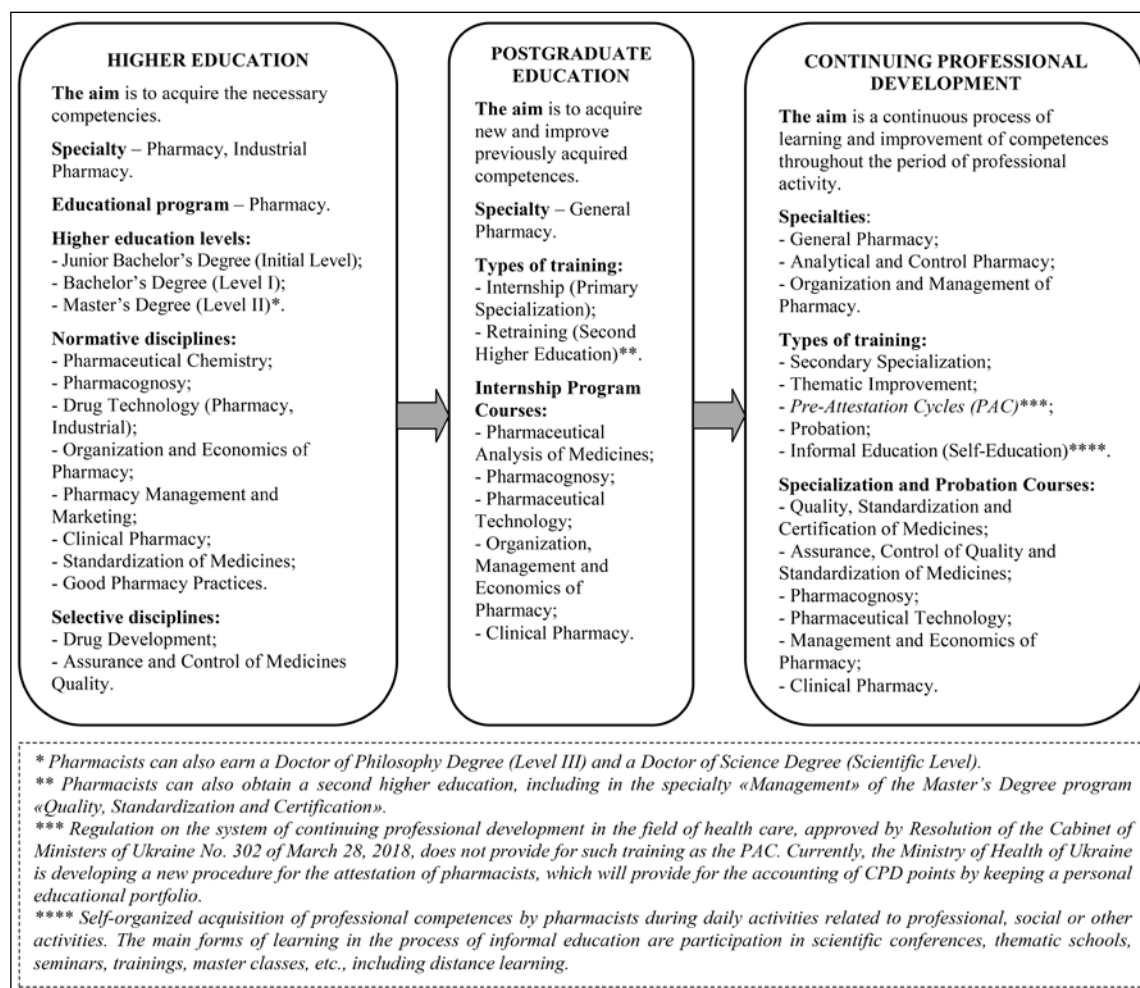 HIGHER EDUCATION
The aim is to acquire the necessary
competencies.
Specialty – Pharmacy, Industrial
Pharmacy.
Educational program – Pharmacy.
Higher education levels:
- Junior Bachelor's Degree (Initial Level);
- Bachelor's Degree (Level I);
- Master's Degree (Level II)*.
Normative disciplines:
- Pharmaceutical Chemistry;
- Pharmacognosy;
- Drug Technology (Pharmacy,
Industrial);
- Organization and Economics of
Pharmacy;
- Pharmacy Management and
Marketing;
- Clinical Pharmacy;
- Standardization of Medicines;
- Good Pharmacy Practices.
Selective disciplines:
- Drug Development;
- Assurance and Control of Medicines
Quality.
POSTGRADUATE
EDUCATION
The aim is to acquire
new and improve
previously acquired
competences.
Specialty – General
Pharmacy.
Types of training:
- Internship (Primary
Specialization);
- Retraining (Second
Higher Education)**.
Internship Program
Courses:
- Pharmaceutical
Analysis of Medicines;
- Pharmacognosy;
- Pharmaceutical
Technology;
- Organization,
Management and
Economics of
Pharmacy;
- Clinical Pharmacy.
CONTINUING PROFESSIONAL
DEVELOPMENT
The aim is a continuous process of
learning and improvement of competences
throughout the period of professional
activity.
Specialties:
- General Pharmacy;
- Analytical and Control Pharmacy;
- Organization and Management of
Pharmacy.
Types of training:
- Secondary Specialization;
- Thematic Improvement;
- Pre-Attestation Cycles (PAC)***;
- Probation;
- Informal Education (Self-Education)****.
Specialization and Probation Courses:
- Quality, Standardization and
Certification of Medicines;
- Assurance, Control of Quality and
Standardization of Medicines;
- Pharmacognosy;
- Pharmaceutical Technology;
- Management and Economics of
Pharmacy;
- Clinical Pharmacy.
* Pharmacists can also earn a Doctor of Philosophy Degree (Level III) and a Doctor of Science Degree (Scientific Level).
** Pharmacists can also obtain a second higher education, including in the specialty «Management» of the Master's Degree program
«Quality, Standardization and Certification».
*** Regulation on the system of continuing professional development in the field of health care, approved by Resolution of the Cabinet of
Ministers of Ukraine No. 302 of March 28, 2018, does not provide for such training as the PAC. Currently, the Ministry of Health of Ukraine
is developing a new procedure for the attestation of pharmacists, which will provide for the accounting of CPD points by keeping a personal
educational portfolio.
**** Self-organized acquisition of professional competences by pharmacists during daily activities related to professional, social or other
activities. The main forms of learning in the process of informal education are participation in scientific conferences, thematic schools,
seminars, trainings, master classes, etc., including distance learning.